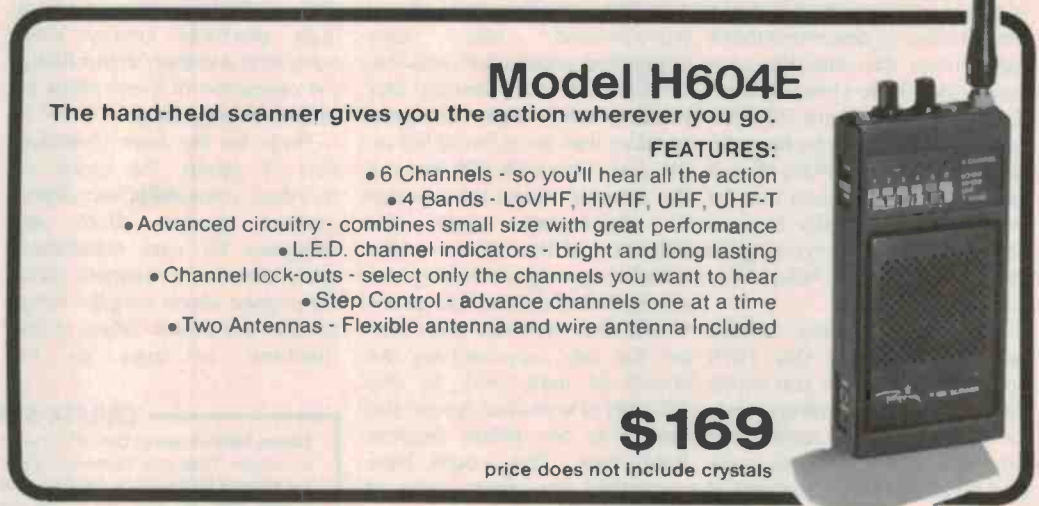 Model H604E
The hand-held scanner gives you the action wherever you go.
FEATURES:
• 6 Channels - so you'll hear all the action
• 4 Bands - LoVHF, HiVHF, UHF, UHF-T
• Advanced circuitry - combines small size with great performance
• L.E.D. channel indicators - bright and long lasting
• Channel lock-outs - select only the channels you want to hear
• Step Control - advance channels one at a time
• Two Antennas - Flexible antenna and wire antenna Included
$169
price does not include crystals